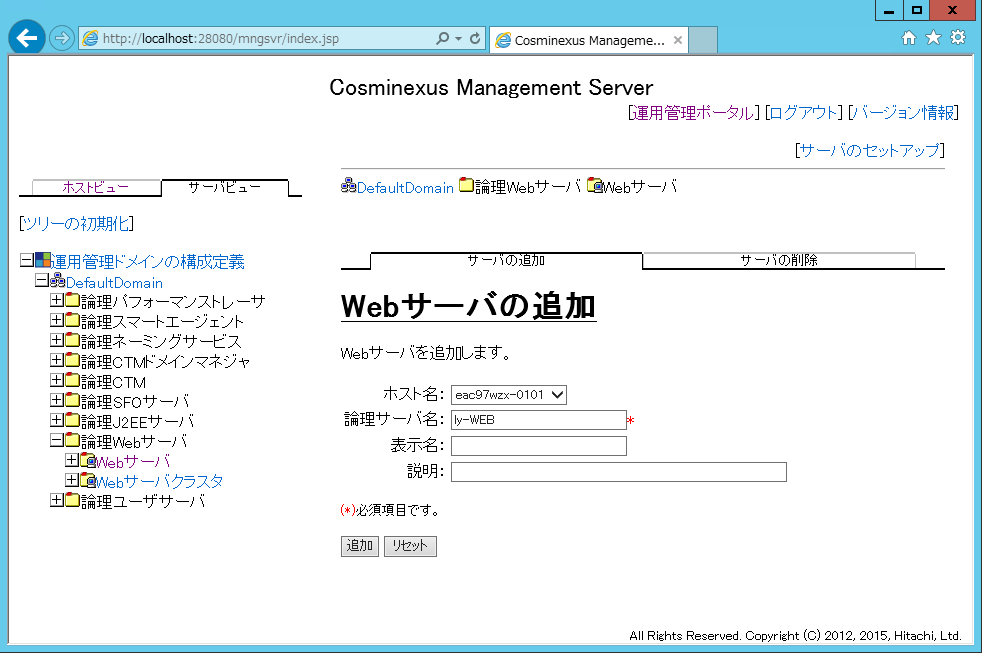 http://localhost:28080/mngsvr/index.jsp
Cosminexus Manageme...
Cosminexus Management Server
[運用管理ポータル] [ログアウト] [バージョン情報]
[サーバのセットアップ]
ホストビュー サーバビュー
DefaultDomain 論理Webサーバ Webサーバ
[ツリーの初期化]
運用管理ドメインの構成定義
DefaultDomain
論理パフォーマンストレーサ
論理スマートエージェント
論理ネーミングサービス
論理CTMドメインマネジャ
論理CTM
論理SFOサーバ
論理J2EEサーバ
論理Webサーバ
Webサーバ
Webサーバクラスタ
論理ユーザサーバ
サーバの追加 サーバの削除
Webサーバの追加
Webサーバを追加します。
ホスト名: eac97wzx-0101
論理サーバ名: ly-WEB *
表示名:
説明:
(*)必須項目です。
追加 リセット
All Rights Reserved. Copyright (C) 2012, 2015, Hitachi, Ltd.